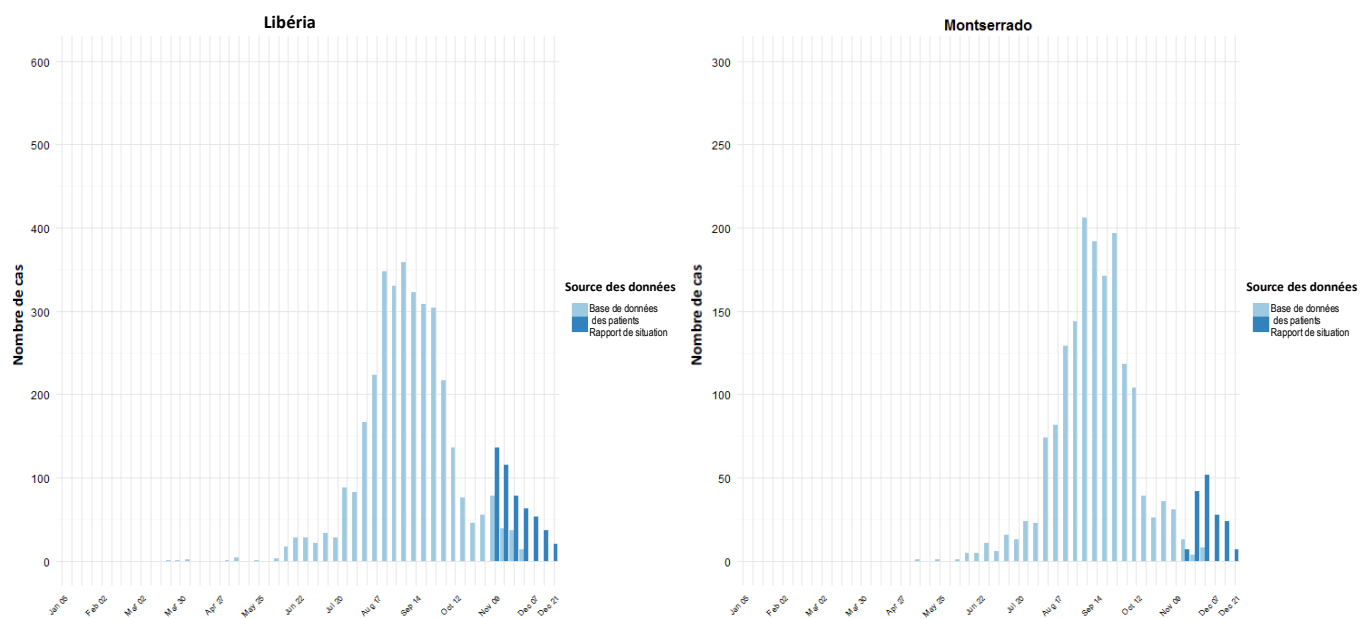 Libéria
600
500
400
300
200
100
0
Nombre de cas
Jan 05
Feb 02
Mar 02
Mar 30
Apr 27
May 25
Jun 22
Jul 20
Aug 17
Sep 14
Oct 12
Nov 09
Dec 07
Dec 21
Source des données
Base de données
des patients
Rapport de situation
Montserrado
300
250
200
150
100
50
0
Nombre de cas
Jan 05
Feb 02
Mar 02
Mar 30
Apr 27
May 25
Jun 22
Jul 20
Aug 17
Sep 14
Oct 12
Nov 09
Dec 07
Dec 21
Source des données
Base de données
des patients
Rapport de situation